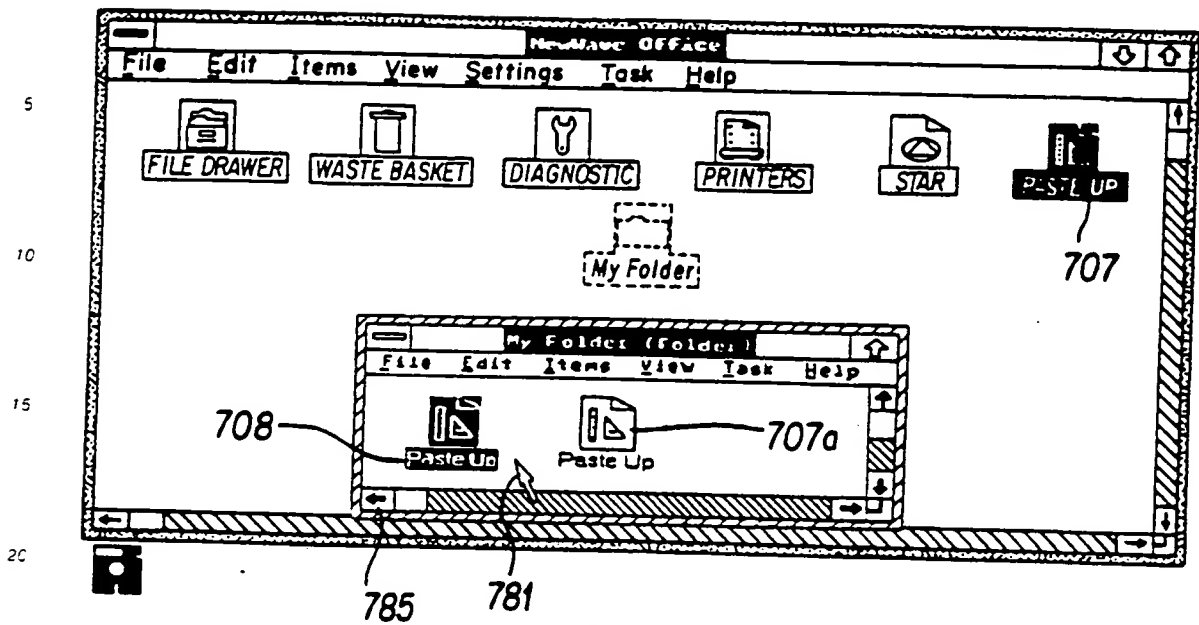 NewWave Office
File Edit Items View Settings Task Help
5
FILE DRAWER WASTE BASKET DIAGNOSTIC PRINTERS STAR PASTE UP
707
10
My Folder
My Folder (Folder)
File Edit Items View Task Help
15
708 707a
Paste Up Paste Up
20
785 781